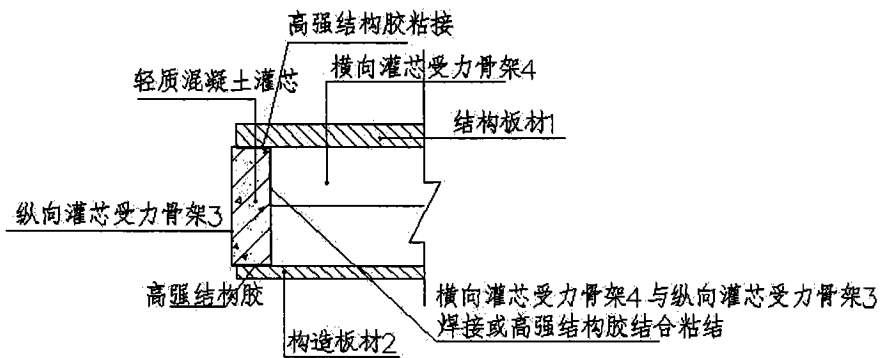 高强结构胶粘接
横向灌芯受力骨架4
轻质混凝土灌芯
结构板材1
纵向灌芯受力骨架3
高强结构胶
横向灌芯受力骨架4与纵向灌芯受力骨架3
焊接或高强结构胶结合粘结
构造板材2